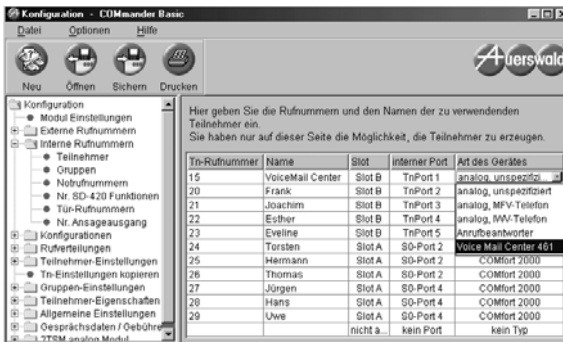 Konfiguration - COMmander Basic
Datei Optionen Hilfe
Neu Öffnen Sichern Drucken
Auerswald
Konfiguration
Modul Einstellungen
Externe Rufnummern
Interne Rufnummern
Teilnehmer
Gruppen
Notrufnummern
Nr. SD-420 Funktionen
Tür-Rufnummern
Nr. Ansageausgang
Konfigurationen
Rufverteilungen
Teilnehmer-Einstellungen
Tn-Einstellungen kopieren
Gruppen-Einstellungen
Teilnehmer-Eigenschaften
Allgemeine Einstellungen
Gesprächsdaten / Gebühre
2TSM analog Modul
Hier geben Sie die Rufnummern und den Namen der zu verwendenden
Teilnehmer ein.
Sie haben nur auf dieser Seite die Möglichkeit, die Teilnehmer zu erzeugen.
Tn-Rufnummer Name Slot interner Port Art des Gerätes
15 VoiceMail Center Slot B TnPort 1 analog, unspezifizi...
20 Frank Slot B TnPort 2 analog, unspezifiziert
21 Joachim Slot B TnPort 3 analog, MFV-Telefon
22 Esther Slot B TnPort 4 analog, IWV-Telefon
23 Eveline Slot B TnPort 5 Anrufbeantworter
24 Torsten Slot A S0-Port 2 Voice Mail Center 461
25 Hermann Slot A S0-Port 2 COMfort 2000
26 Thomas Slot A S0-Port 2 COMfort 2000
27 Jürgen Slot A S0-Port 4 COMfort 2000
28 Hans Slot A S0-Port 4 COMfort 2000
29 Uwe Slot A S0-Port 4 COMfort 2000
nicht a... kein Port kein Typ